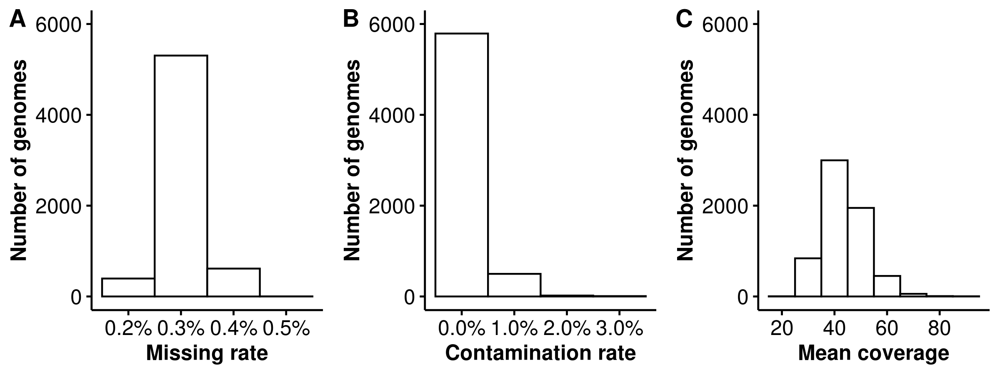 A
6000
4000
2000
0
Number of genomes
0.2% 0.3% 0.4% 0.5%
Missing rate
B
6000
4000
2000
0
Number of genomes
0.0% 1.0% 2.0% 3.0%
Contamination rate
C
6000
4000
2000
0
Number of genomes
20 40 60 80
Mean coverage